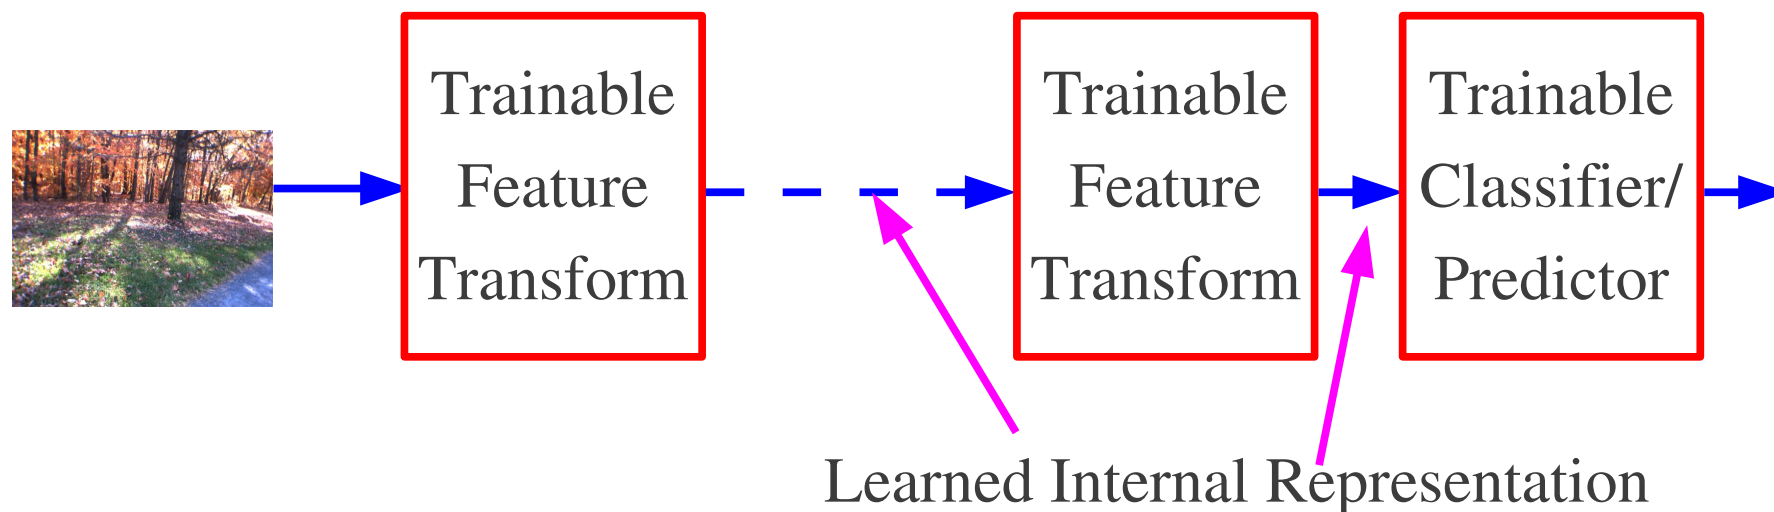 Trainable
Feature
Transform
Trainable
Feature
Transform
Trainable
Classifier/
Predictor
Learned Internal Representation